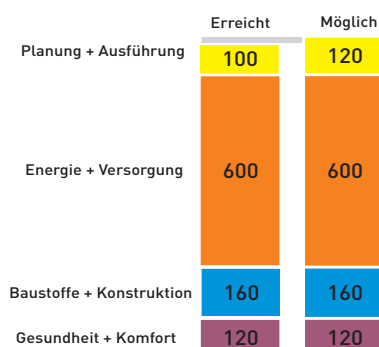 Erreicht Möglich
Planung + Ausführung 100 120
Energie + Versorgung 600 600
Baustoffe + Konstruktion 160 160
Gesundheit + Komfort 120 120